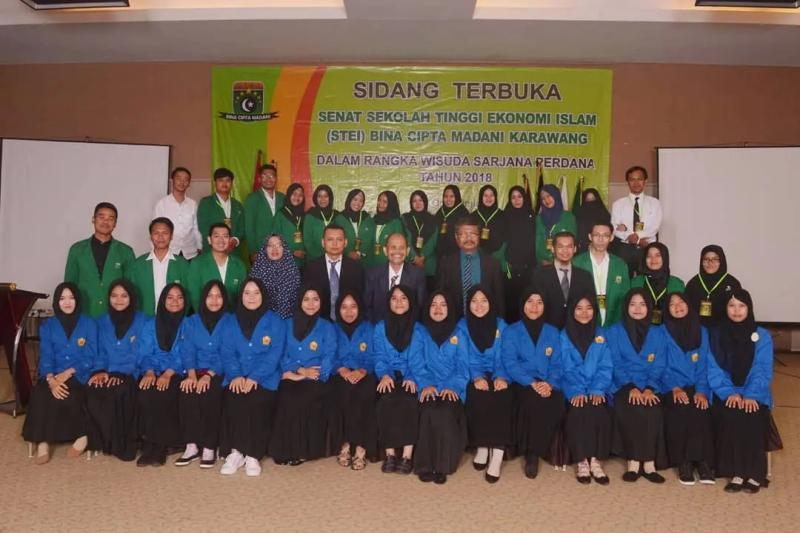 SIDANG TERBUKA
SENAT SEKOLAH TINGGI EKONOMI ISLAM
(STEI) BINA CIPTA MADANI KARAWANG
DALAM RANGKA WISUDA SARJANA PERDANA
TAHUN 2018
BINA CIPTA MADANI